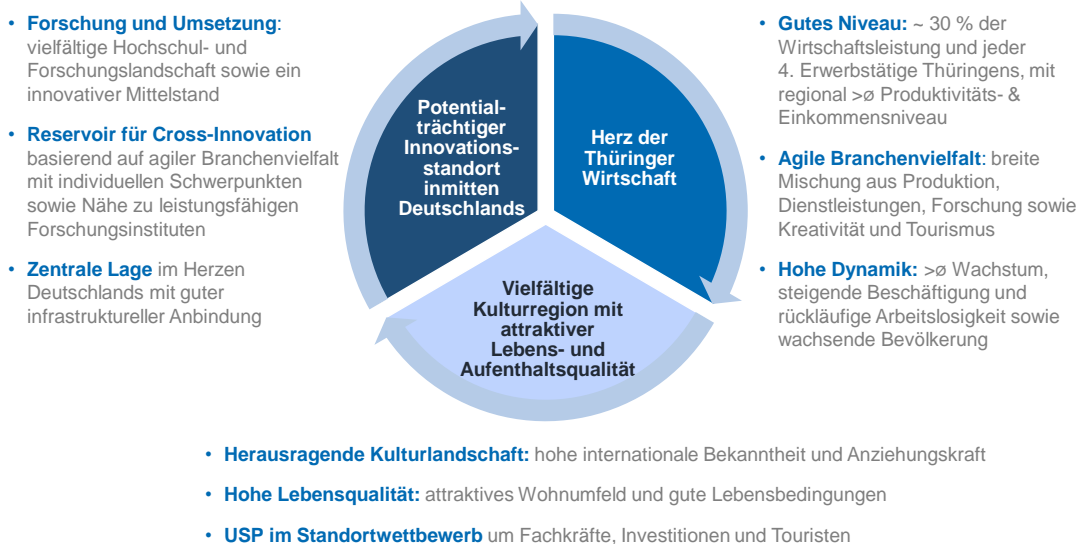 • Forschung und Umsetzung:
vielfältige Hochschul- und
Forschungslandschaft sowie ein
innovativer Mittelstand
• Reservoir für Cross-Innovation
basierend auf agiler Branchenvielfalt
mit individuellen Schwerpunkten
sowie Nähe zu leistungsfähigen
Forschungsinstituten
• Zentrale Lage im Herzen
Deutschlands mit guter
infrastruktureller Anbindung
Potential-
trächtiger
Innovations-
standort
inmitten
Deutschlands
Herz der
Thüringer
Wirtschaft
Vielfältige
Kulturregion mit
attraktiver
Lebens- und
Aufenthaltsqualität
• Gutes Niveau: ~ 30 % der
Wirtschaftsleistung und jeder
4. Erwerbstätige Thüringens, mit
regional >ø Produktivitäts- &
Einkommensniveau
• Agile Branchenvielfalt: breite
Mischung aus Produktion,
Dienstleistungen, Forschung sowie
Kreativität und Tourismus
• Hohe Dynamik: >ø Wachstum,
steigende Beschäftigung und
rückläufige Arbeitslosigkeit sowie
wachsende Bevölkerung
• Herausragende Kulturlandschaft: hohe internationale Bekanntheit und Anziehungskraft
• Hohe Lebensqualität: attraktives Wohnumfeld und gute Lebensbedingungen
• USP im Standortwettbewerb um Fachkräfte, Investitionen und Touristen